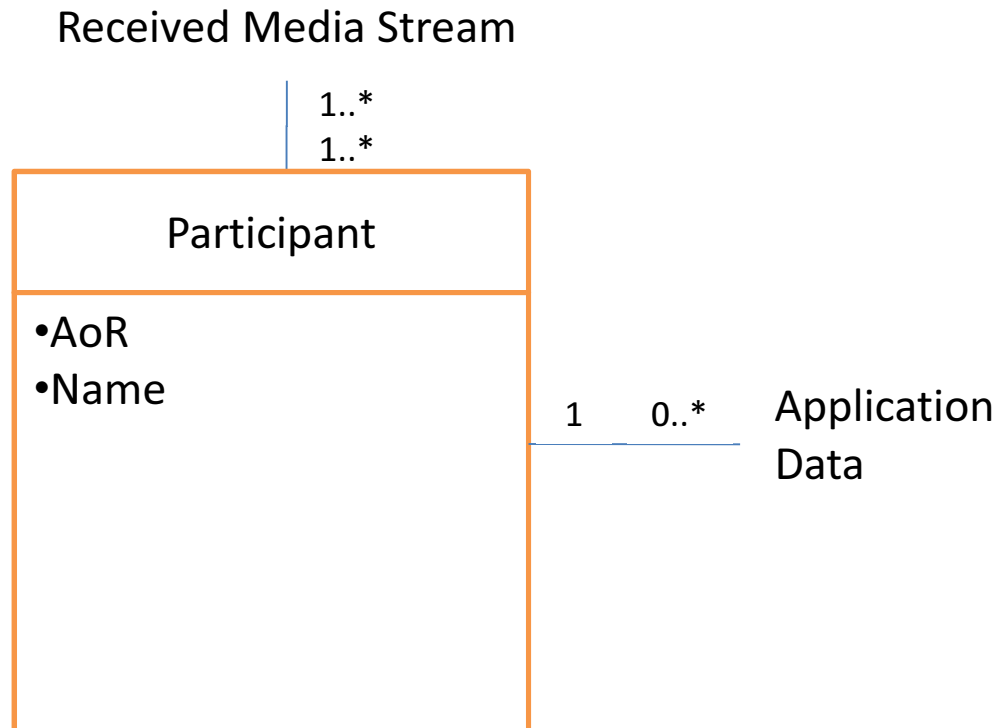 Received Media Stream
1..*
1..*
Participant
•AoR
•Name
1 0..*
Application
Data